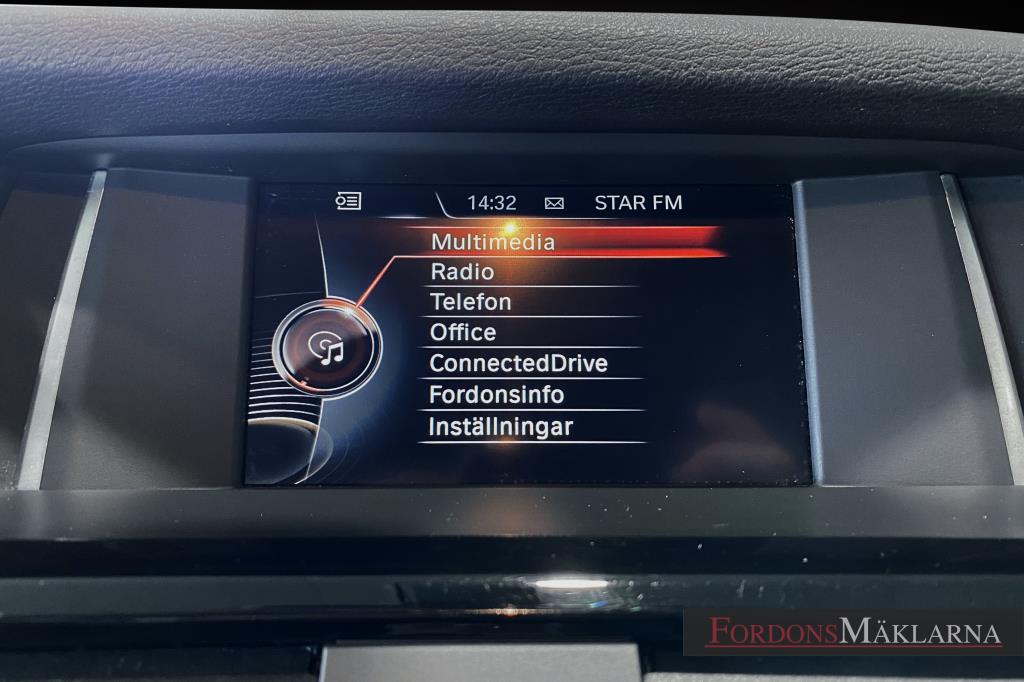 14:32 STAR FM
Multimedia
Radio
Telefon
Office
ConnectedDrive
Fordonsinfo
Inställningar
FORDONSMÄKLARNA